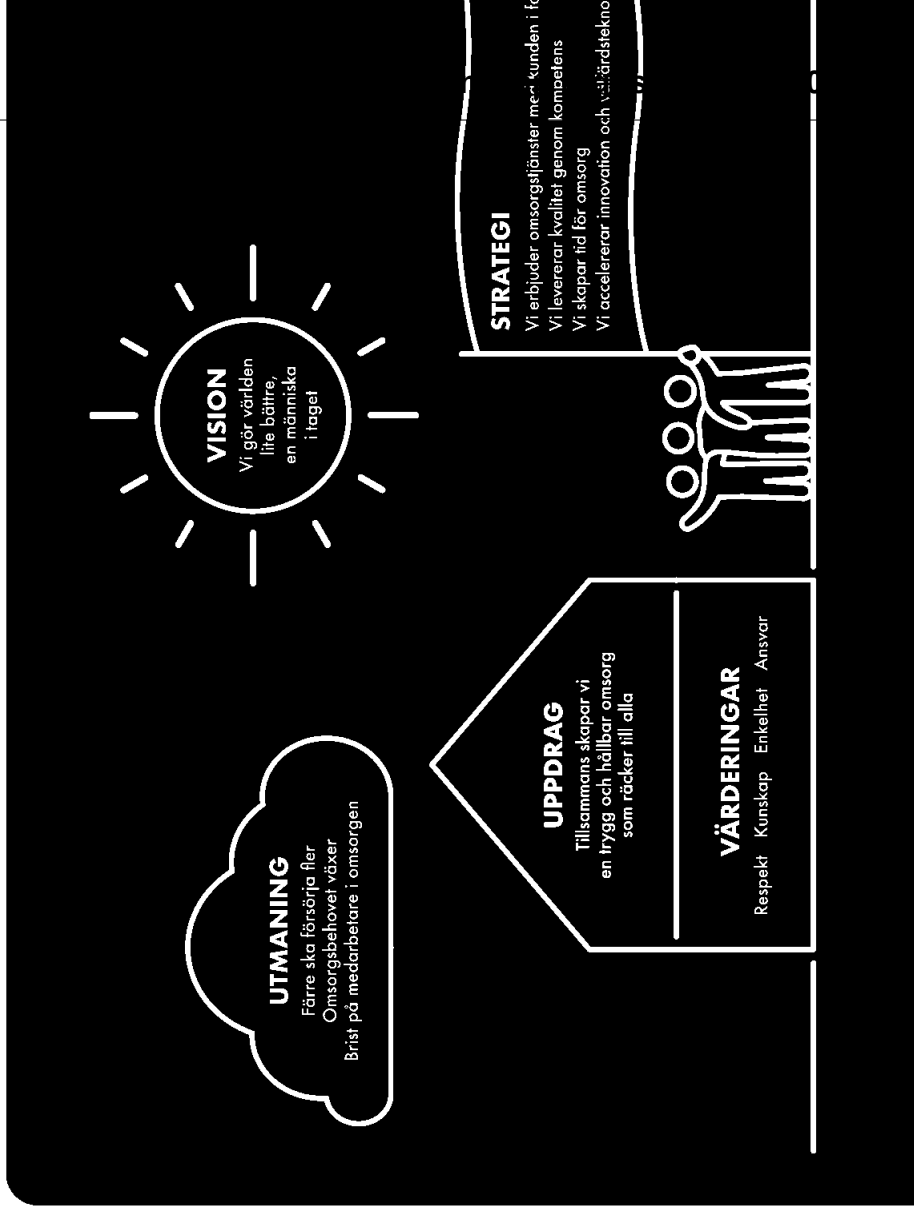 UTMANING
Färre ska försörja fler
Omsorgsbehovet växer
Brist på medarbetare i omsorgen
VISION
Vi gör världen
lite bättre,
en människa
i taget
UPPDRAG
Tillsammans skapar vi
en trygg och hållbar omsorg
som räcker till alla
VÄRDERINGAR
Respekt Kunskap Enkelhet Ansvar
STRATEGI
Vi erbjuder omsorgstjänster med kunden i
Vi levererar kvalitet genom kompetens
Vi skapar tid för omsorg
Vi accelererar innovation och